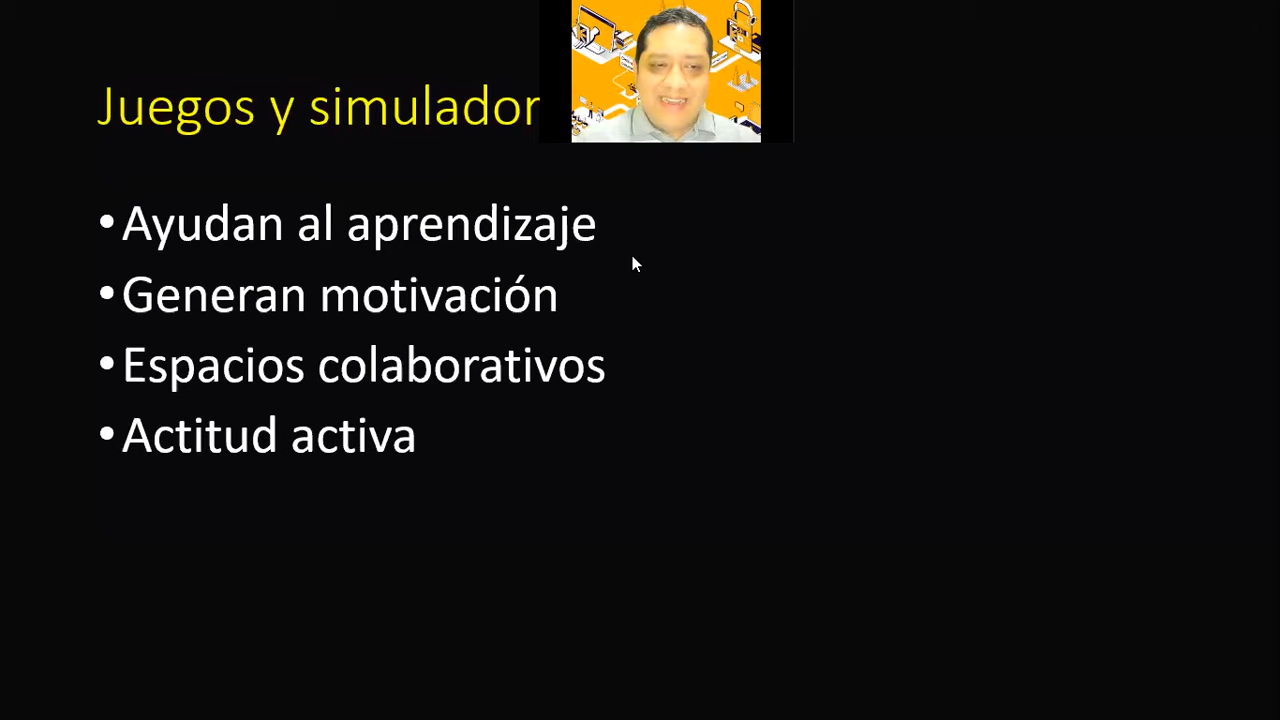 Juegos y simulador
•Ayudan al aprendizaje
•Generan motivación
•Espacios colaborativos
•Actitud activa